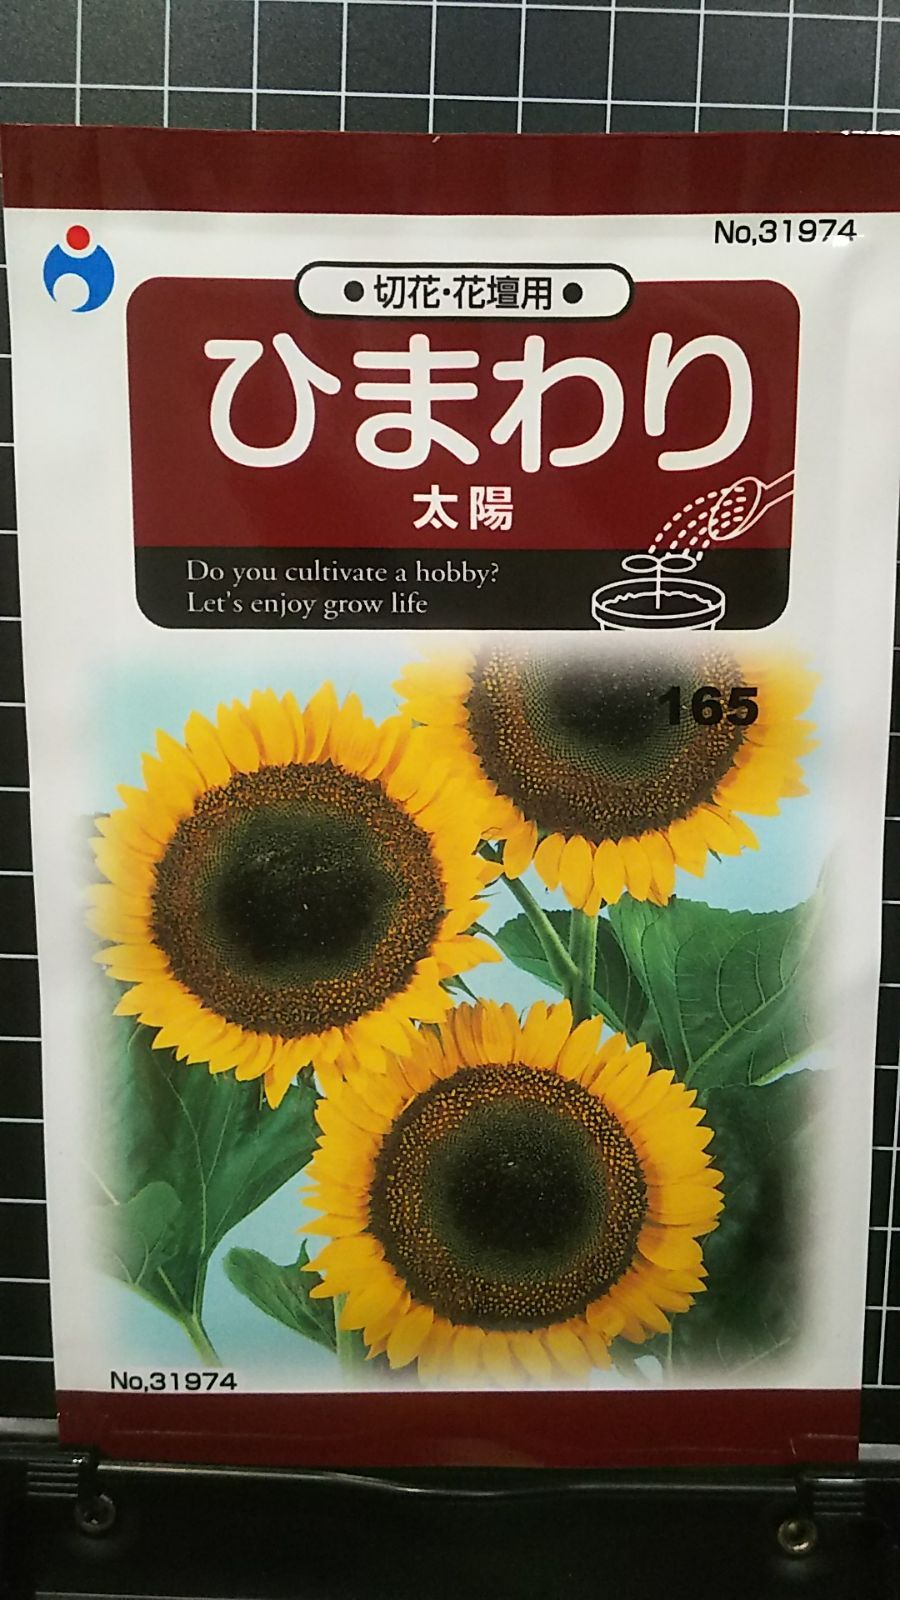 No,31974
●切花・花壇用●
ひまわり
太陽
Do you cultivate a hobby?
Let's enjoy grow life
165
No,31974